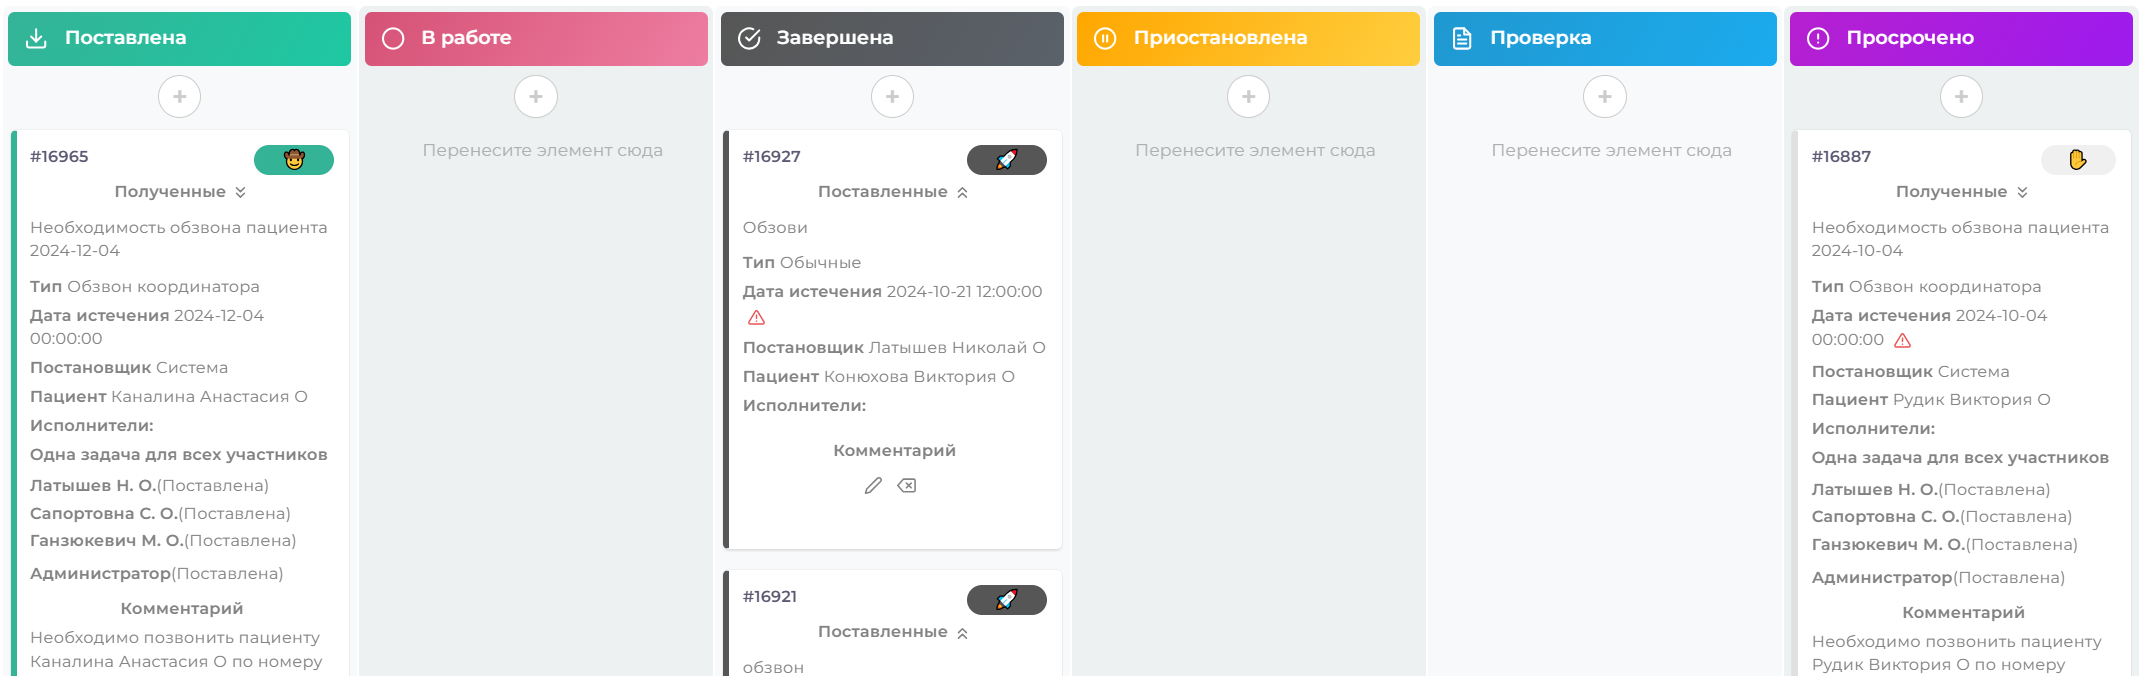 Поставлена
#16965
Полученные
Необходимость обзвона пациента
2024-12-04
Тип Обзвон координатора
Дата истечения 2024-12-04
00:00:00
Постановщик Система
Пациент Каналина Анастасия О
Исполнители:
Одна задача для всех участников
Латышев Н. О.(Поставлена)
Сапортовна С. О.(Поставлена)
Ганзюкевич М. О.(Поставлена)
Администратор(Поставлена)
Комментарий
Необходимо позвонить пациенту
Каналина Анастасия О по номеру
В работе
Перенесите элемент сюда
Завершена
#16927
Поставленные
Обзови
Тип Обычные
Дата истечения 2024-10-21 12:00:00
Постановщик Латышев Николай О
Пациент Конюхова Виктория О
Исполнители:
Комментарий
#16921
Поставленные
обзвон
Приостановлена
Перенесите элемент сюда
Проверка
Перенесите элемент сюда
Просрочено
#16887
Полученные
Необходимость обзвона пациента
2024-10-04
Тип Обзвон координатора
Дата истечения 2024-10-04
00:00:00
Постановщик Система
Пациент Рудик Виктория О
Исполнители:
Одна задача для всех участников
Латышев Н. О.(Поставлена)
Сапортовна С. О.(Поставлена)
Ганзюкевич М. О.(Поставлена)
Администратор(Поставлена)
Комментарий
Необходимо позвонить пациенту
Рудик Виктория О по номеру